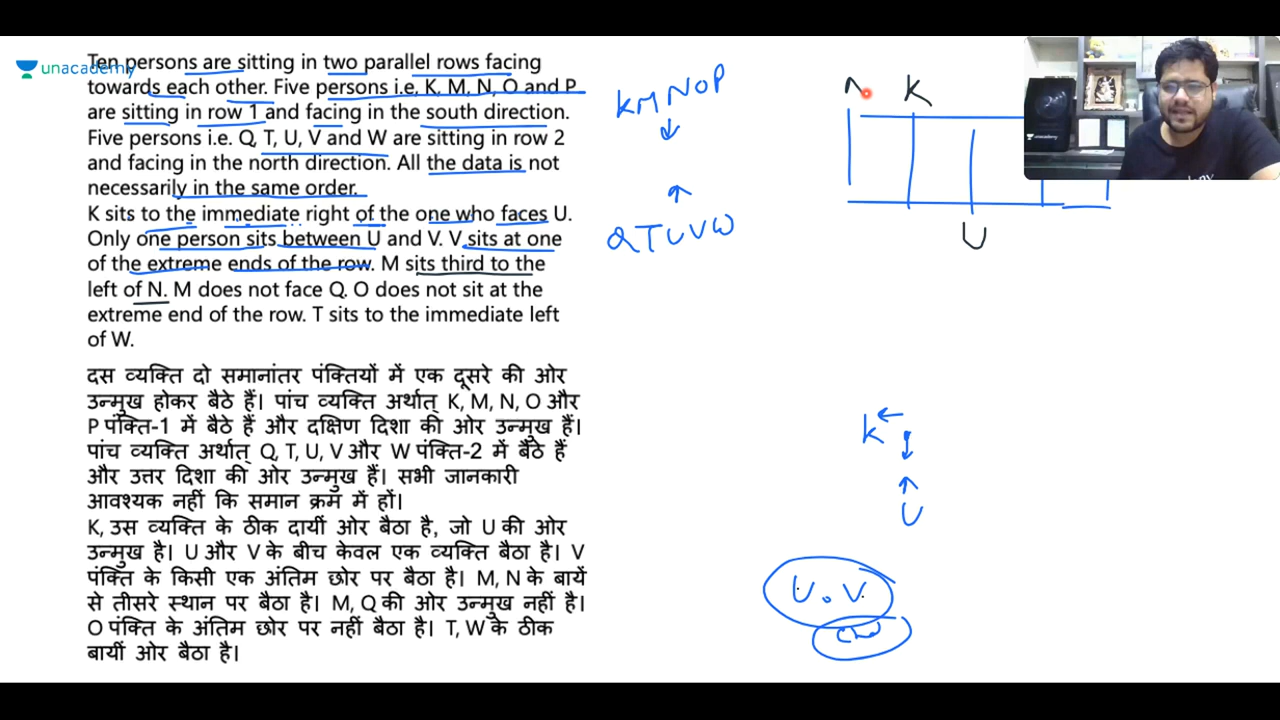 Ten persons are sitting in two parallel rows facing
unacademy
towards each other. Five persons i.e, K, M, N, O and P
are sitting in row 1 and facing in the south direction.
Five persons i.e. Q, T, U, V and W are sitting in row 2
and facing in the north direction. All the data is not
necessarily in the same order.
K sits to the immediate right of the one who faces U.
Only one person sits between U and V. V sits at one
of the extreme ends of the row. M sits third to the
left of N. M does not face Q. O does not sit at the
extreme end of the row. T sits to the immediate left
of W.
दस व्यक्ति दो समानांतर पंक्तियों में एक दूसरे की ओर
उन्मुख होकर बैठे हैं। पांच व्यक्ति अर्थात् K, M, N, O और
P पंक्ति-1 में बैठे हैं और दक्षिण दिशा की ओर उन्मुख हैं।
पांच व्यक्ति अर्थात् Q, T, U, V और W पंक्ति-2 में बैठे हैं
और उत्तर दिशा की ओर उन्मुख हैं। सभी जानकारी
आवश्यक नहीं कि समान क्रम में हों।
K, उस व्यक्ति के ठीक दायीं ओर बैठा है, जो U की ओर
उन्मुख है। U और V के बीच केवल एक व्यक्ति बैठा है। V
पंक्ति के किसी एक अंतिम छोर पर बैठा है। M, N के बायें
से तीसरे स्थान पर बैठा है। M, Q की ओर उन्मुख नहीं है।
O पंक्ति के अंतिम छोर पर नहीं बैठा है। T, W के ठीक
बायीं ओर बैठा है।
K M N O P
Q T U V W
K
U
K
U
U . V
unacademy